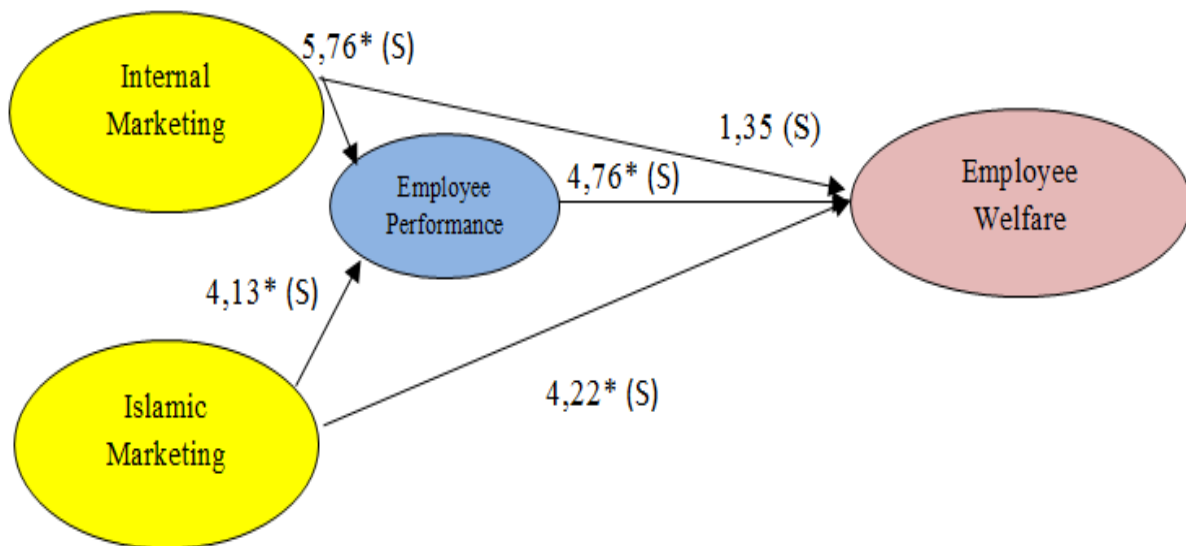 5,76* (S)
Internal
Marketing
1,35 (S)
4,76* (S)
Employee
Performance
Employee
Welfare
4,13* (S)
4,22* (S)
Islamic
Marketing